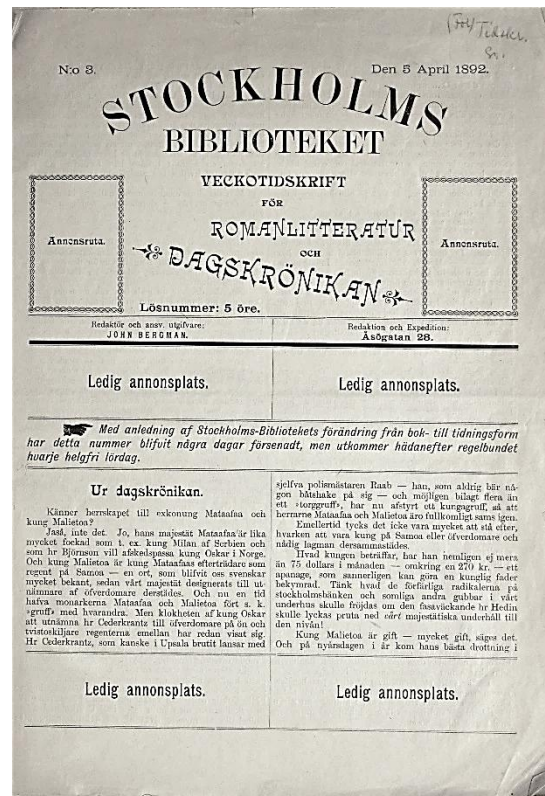 Tidskr.
N:o 3.
Den 5 April 1892.
STOCKHOLMS
BIBLIOTEKET
VECKOTIDSKRIFT
FÖR
ROMANLITTERATUR
OCH
DAGSKRÖNIKAN
Annonsruta.
Annonsruta.
Lösnummer: 5 öre.
Redaktör och ansv. utgifvare:
JOHN BERGMAN.
Redaktion och Expedition:
Åsögatan 28.
Ledig annonsplats.
Ledig annonsplats.
Med anledning af Stockholms-Bibliotekets förändring från bok- till tidningsform
har detta nummer blifvit några dagar försenadt, men utkommer hädanefter regelbundet
hvarje helgfri lördag.
Ur dagskrönikan.
Känner herrskapet till exkonung Mataafaa och
kung Malietoa?
Jaså, inte det. Jo, hans majestät Mataafaa är lika
mycket fockad som t. ex. kung Milan af Serbien och
som hr Björnson vill afskedspassa kung Oskar i Norge.
Och kung Malietoa är kung Mataafaas efterträdare som
regent på Samoa — en ort, som blifvit oss svenskar
mycket bekant, sedan vårt majestät designerats till ut-
nämnare af öfverdomare derstädes. Och nu en tid
hafva monarkerna Mataafaa och Malietoa fört s. k.
»gruff» med hvarandra. Men klokheten af kung Oskar
att utnämna hr Cederkrantz till öfverdomare på ön och
tvistoskiljare regenterna emellan har redan visat sig.
Hr Cederkrantz, som kanske i Upsala brutit lansar med
sjelfva polismästaren Raab — han, som aldrig bär nå-
gon båtshake på sig — och möjligen bilagt flera än
ett »torggruff», har nu afstyrt ett kungagruff, så att
herrarne Mataafaa och Malietoa äro fullkomligt sams igen.
Emellertid tycks det icke vara mycket att stå efter,
hvarken att vara kung på Samoa eller öfverdomare och
nådig lagman dersammastädes.
Hvad kungen beträffar, har han nemligen ej mera
än 75 dollars i månaden — omkring en 270 kr. — ett
apanage, som sannerligen kan göra en kunglig fader
bekymrad. Tänk hvad de förfärliga radikalerna på
stockholmsbänken och somliga andra gubbar i vårt
underhus skulle fröjdas om den fasaväckande hr Hedin
skulle lyckas pruta ned vårt majestätiska underhåll till
den nivån!
Kung Malietoa är gift — mycket gift, säges det.
Och på nyårsdagen i år kom hans bästa drottning i
Ledig annonsplats.
Ledig annonsplats.